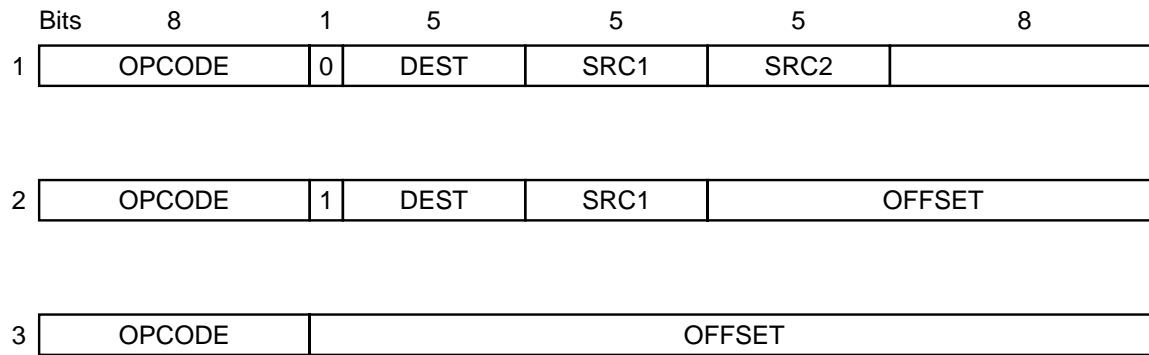 Bits 8 1 5 5 5 8
1 OPCODE 0 DEST SRC1 SRC2
2 OPCODE 1 DEST SRC1 OFFSET
3 OPCODE OFFSET